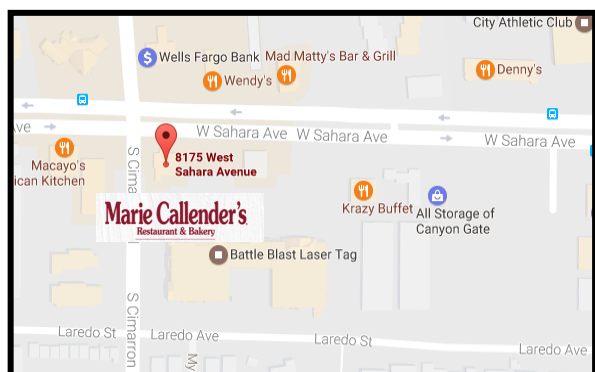 City Athletic Club
Wells Fargo Bank
Mad Matty's Bar & Grill
Wendy's
Denny's
Ave
W Sahara Ave
W Sahara Ave
W Sahara Ave
8175 West
Sahara Avenue
Macayo's
ican Kitchen
S Cima
Krazy Buffet
All Storage of
Canyon Gate
Marie Callender's
Restaurant & Bakery
Battle Blast Laser Tag
S Cimarron
Laredo St
Laredo Ave
Laredo St
Laredo Ave
My